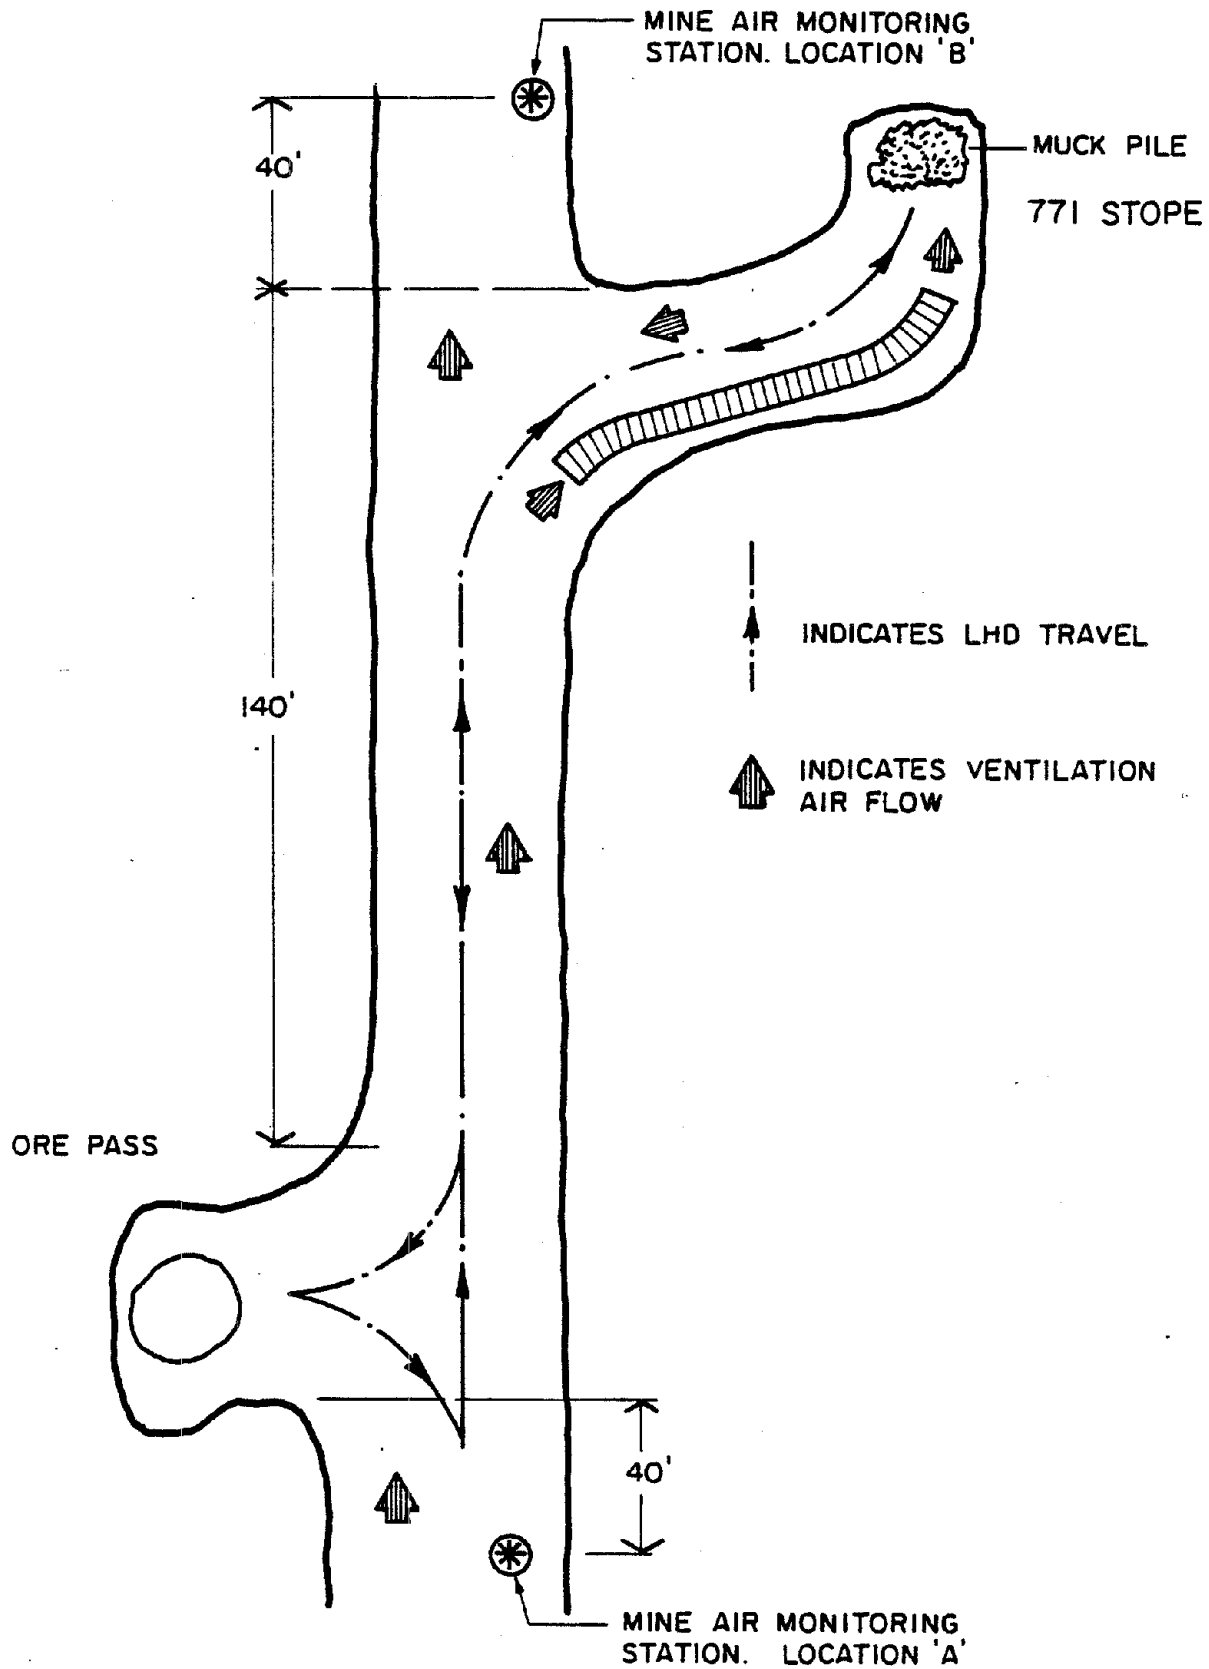 MINE AIR MONITORING
STATION. LOCATION 'B'
40'
MUCK PILE
771 STOPE
INDICATES LHD TRAVEL
140'
INDICATES VENTILATION
AIR FLOW
ORE PASS
40'
MINE AIR MONITORING
STATION. LOCATION 'A'